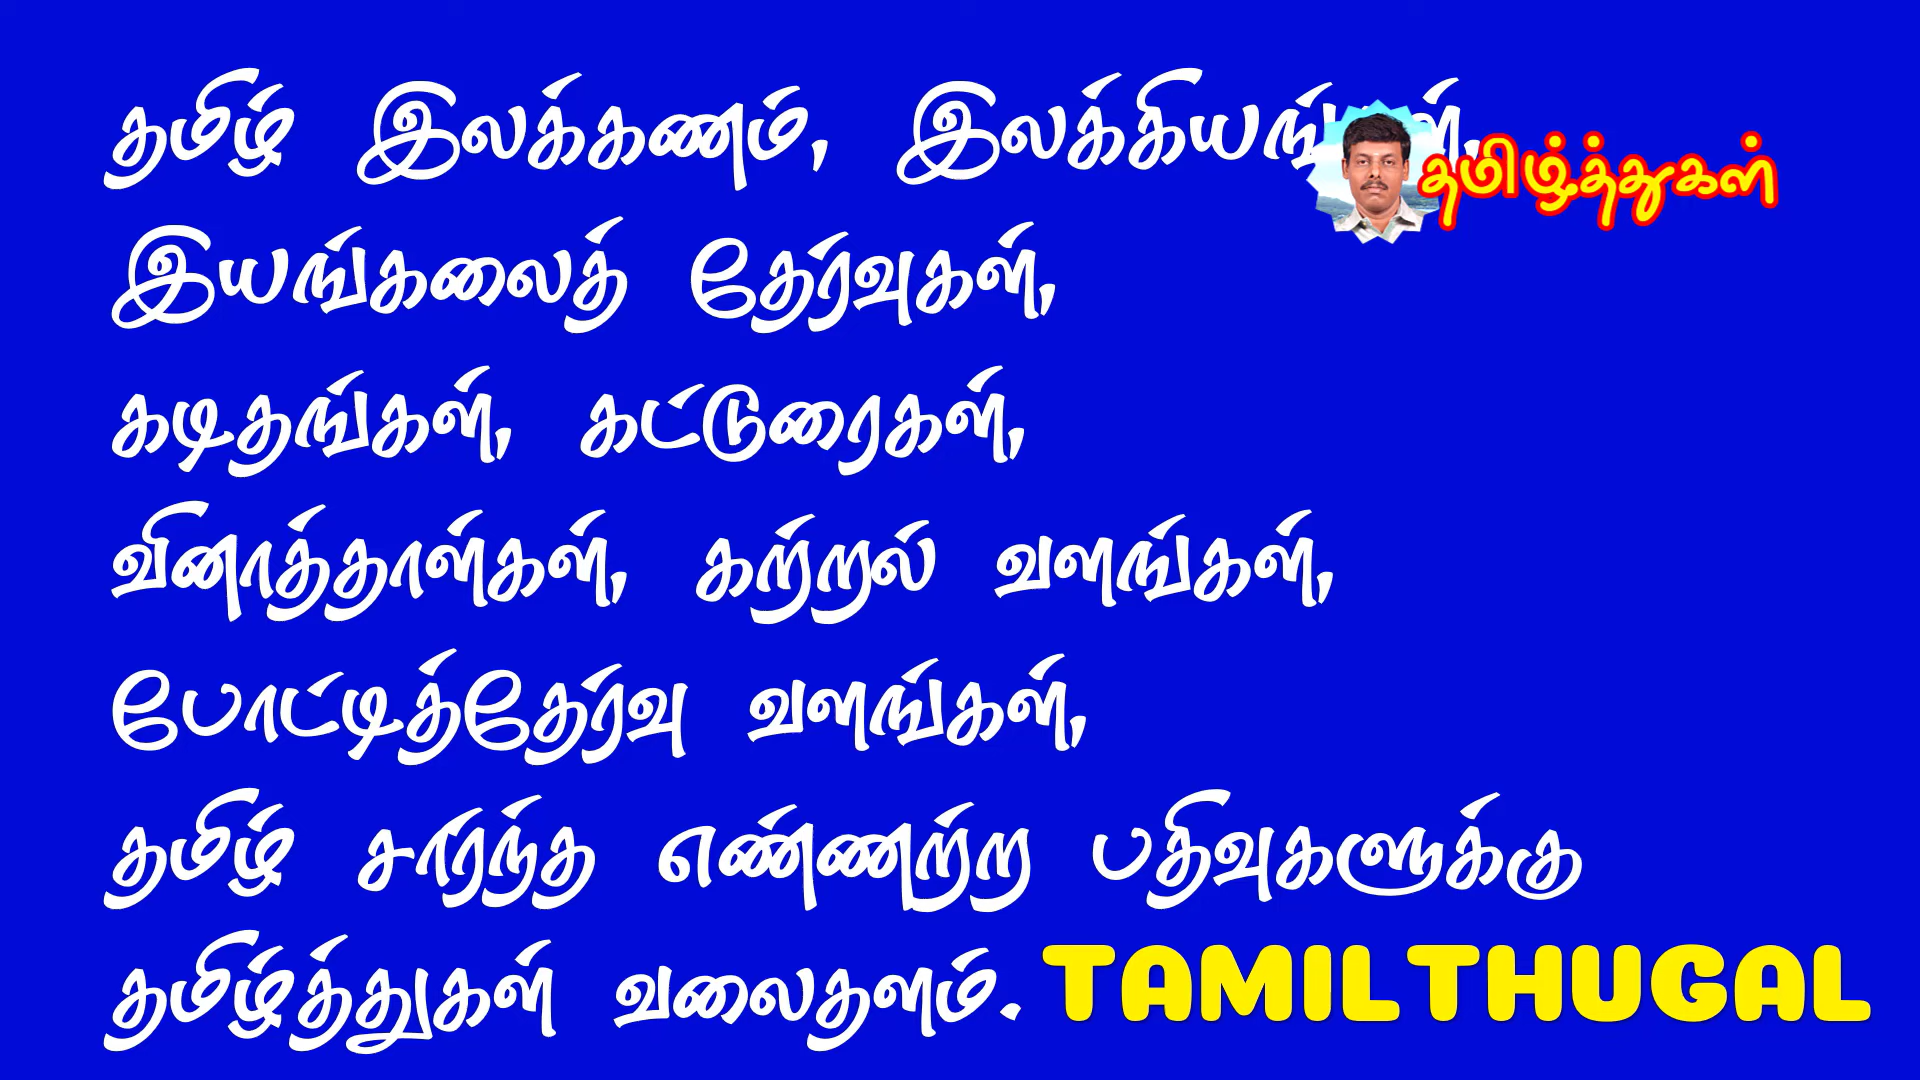 தமிழ் இலக்கணம், இலக்கியங்கள்,
தமிழ்த்துகள்
இயங்கலைத் தேர்வுகள்,
கடிதங்கள், கட்டுரைகள்,
வினாத்தாள்கள், கற்றல் வளங்கள்,
போட்டித்தேர்வு வளங்கள்,
தமிழ் சார்ந்த எண்ணற்ற பதிவுகளுக்கு
தமிழ்த்துகள் வலைதளம். TAMILTHUGAL